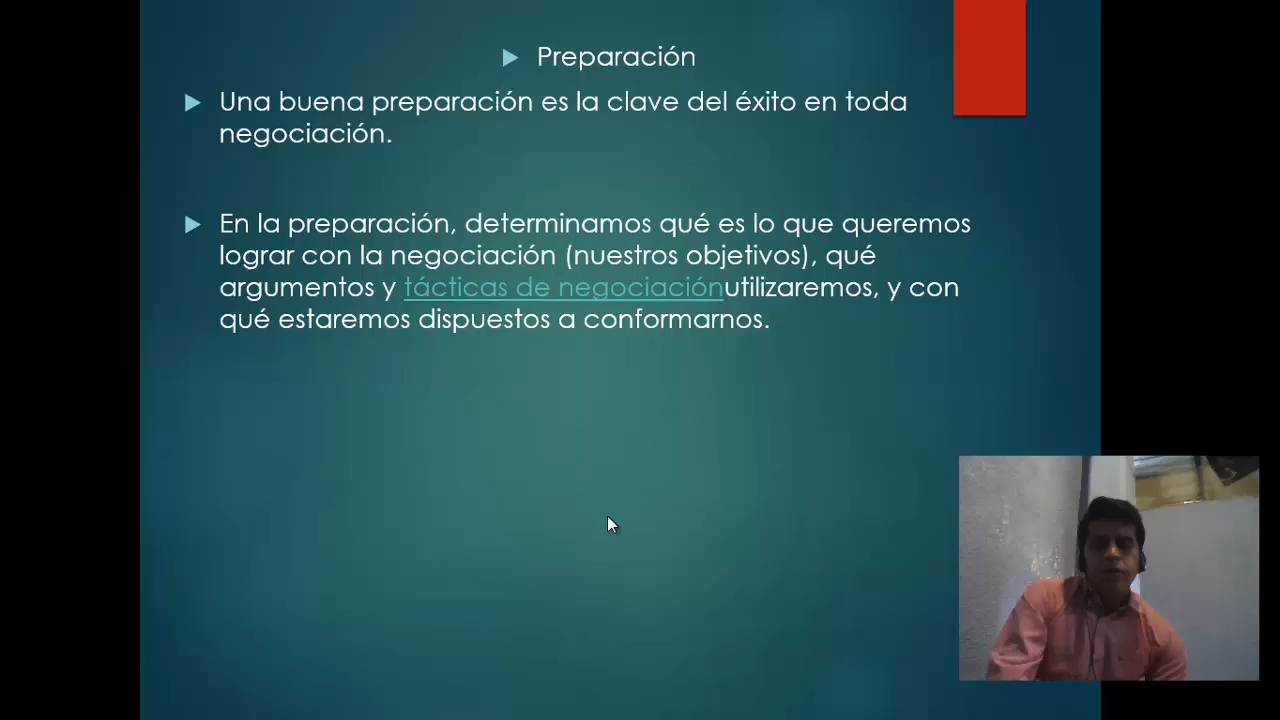 Preparación
Una buena preparación es la clave del éxito en toda
negociación.
En la preparación, determinamos qué es lo que queremos
lograr con la negociación (nuestros objetivos), qué
argumentos y tácticas de negociaciónutilizaremos, y con
qué estaremos dispuestos a conformarnos.